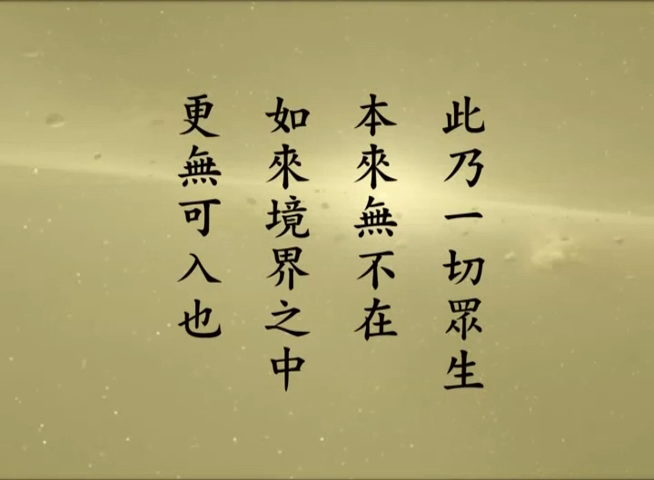 此乃一切眾生
本來無不在
如來境界之中
更無可入也